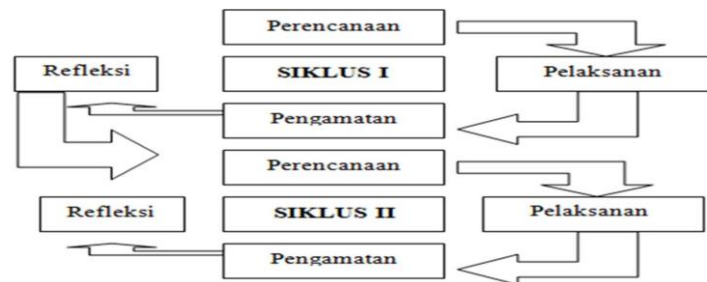 Perencanaan
Refleksi
SIKLUS I
Pelaksanan
Pengamatan
Perencanaan
Refleksi
SIKLUS II
Pelaksanan
Pengamatan